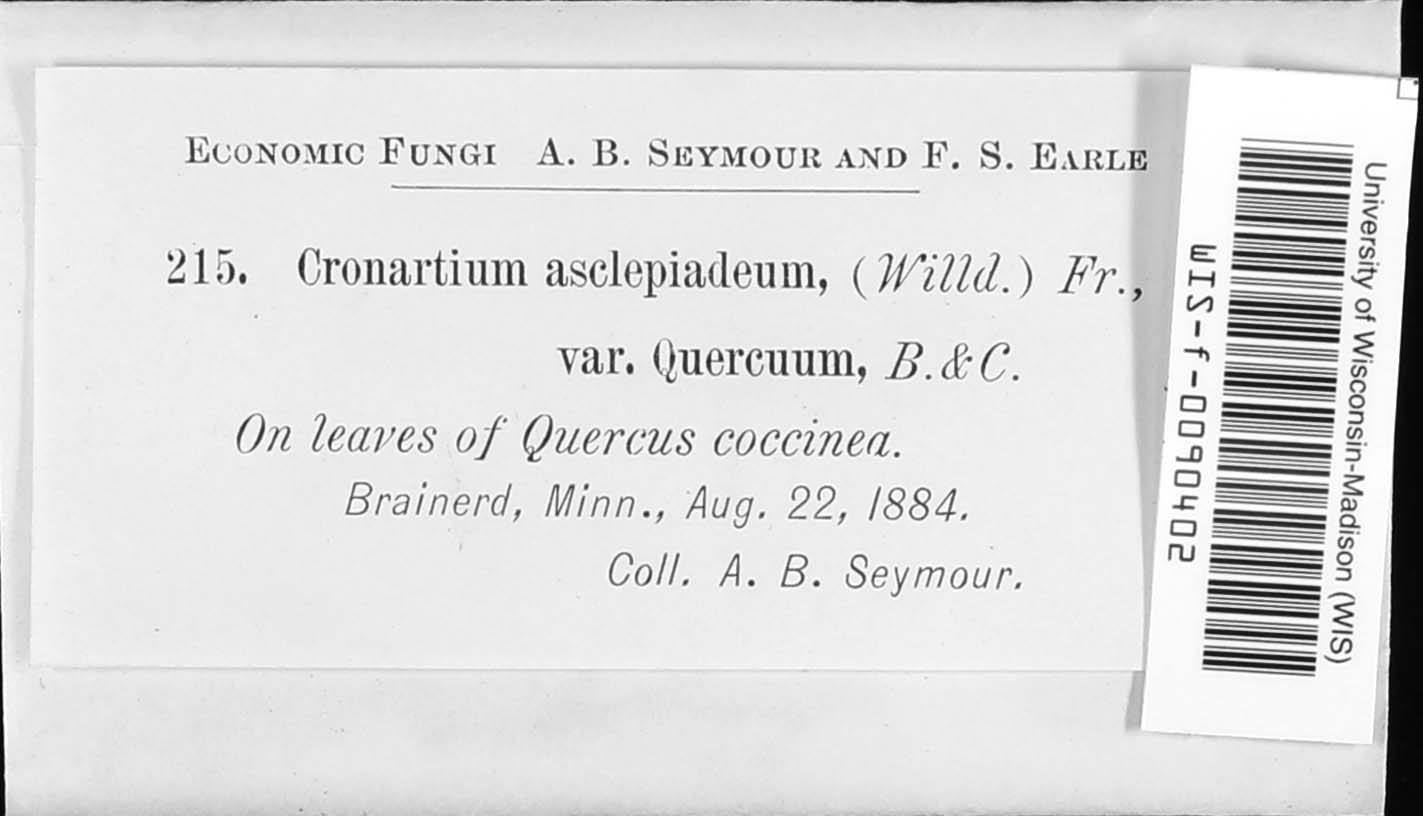 ECONOMIC FUNGI A. B. SEYMOUR AND F. S. EARLE
215. Cronartium asclepiadeum, (Willd.) Fr.,
var. Quercuum, B. & C.
On leaves of Quercus coccinea.
Brainerd, Minn., Aug. 22, 1884.
Coll. A. B. Seymour.
University of Wisconsin-Madison (WIS)
WIS-f-0090402